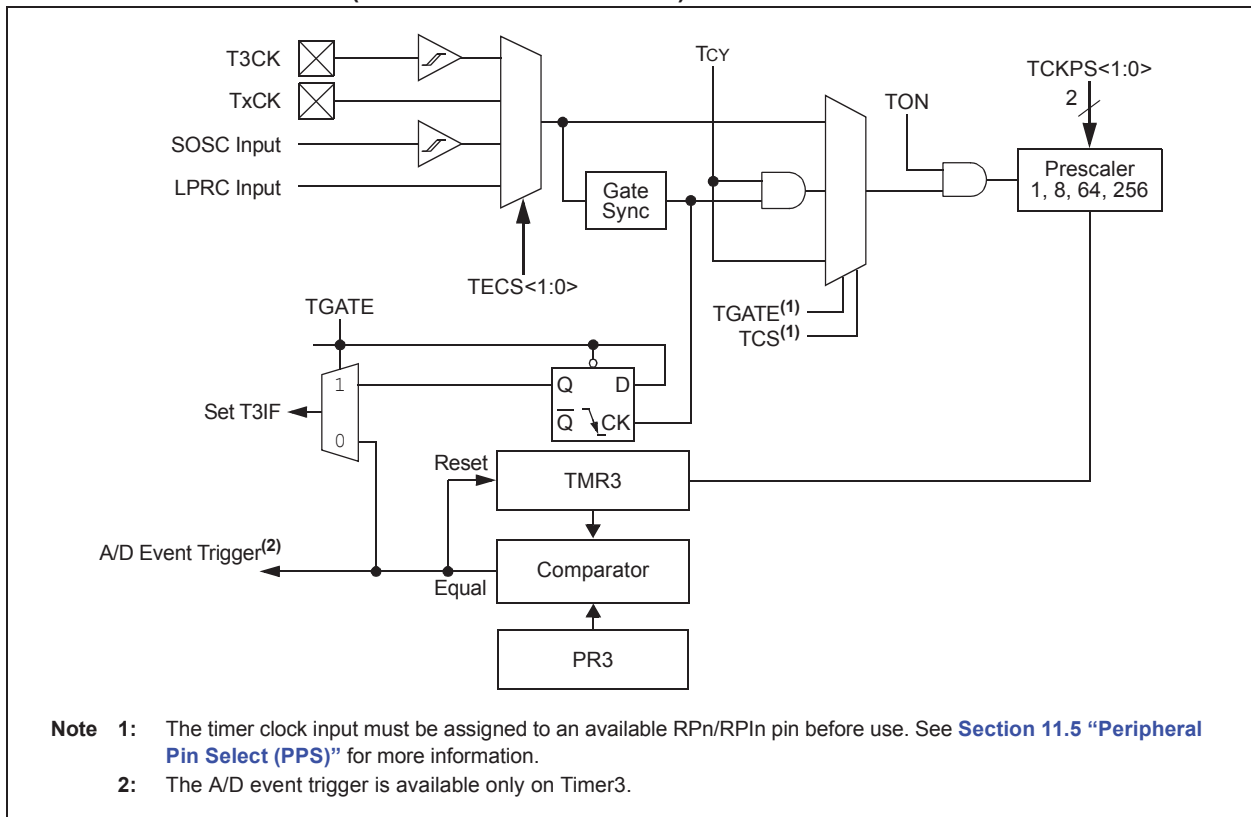 T3CK
TxCK
SOSC Input
LPRC Input
TECS<1:0>
Gate
Sync
TCY
TGATE(1)
TCS(1)
TON
TCKPS<1:0>
2
Prescaler
1, 8, 64, 256
TGATE
1
0
Set T3IF
Q D
Q CK
Reset
TMR3
A/D Event Trigger(2)
Equal
Comparator
PR3
Note 1: The timer clock input must be assigned to an available RPn/RPIn pin before use. See Section 11.5 “Peripheral
Pin Select (PPS)” for more information.
2: The A/D event trigger is available only on Timer3.